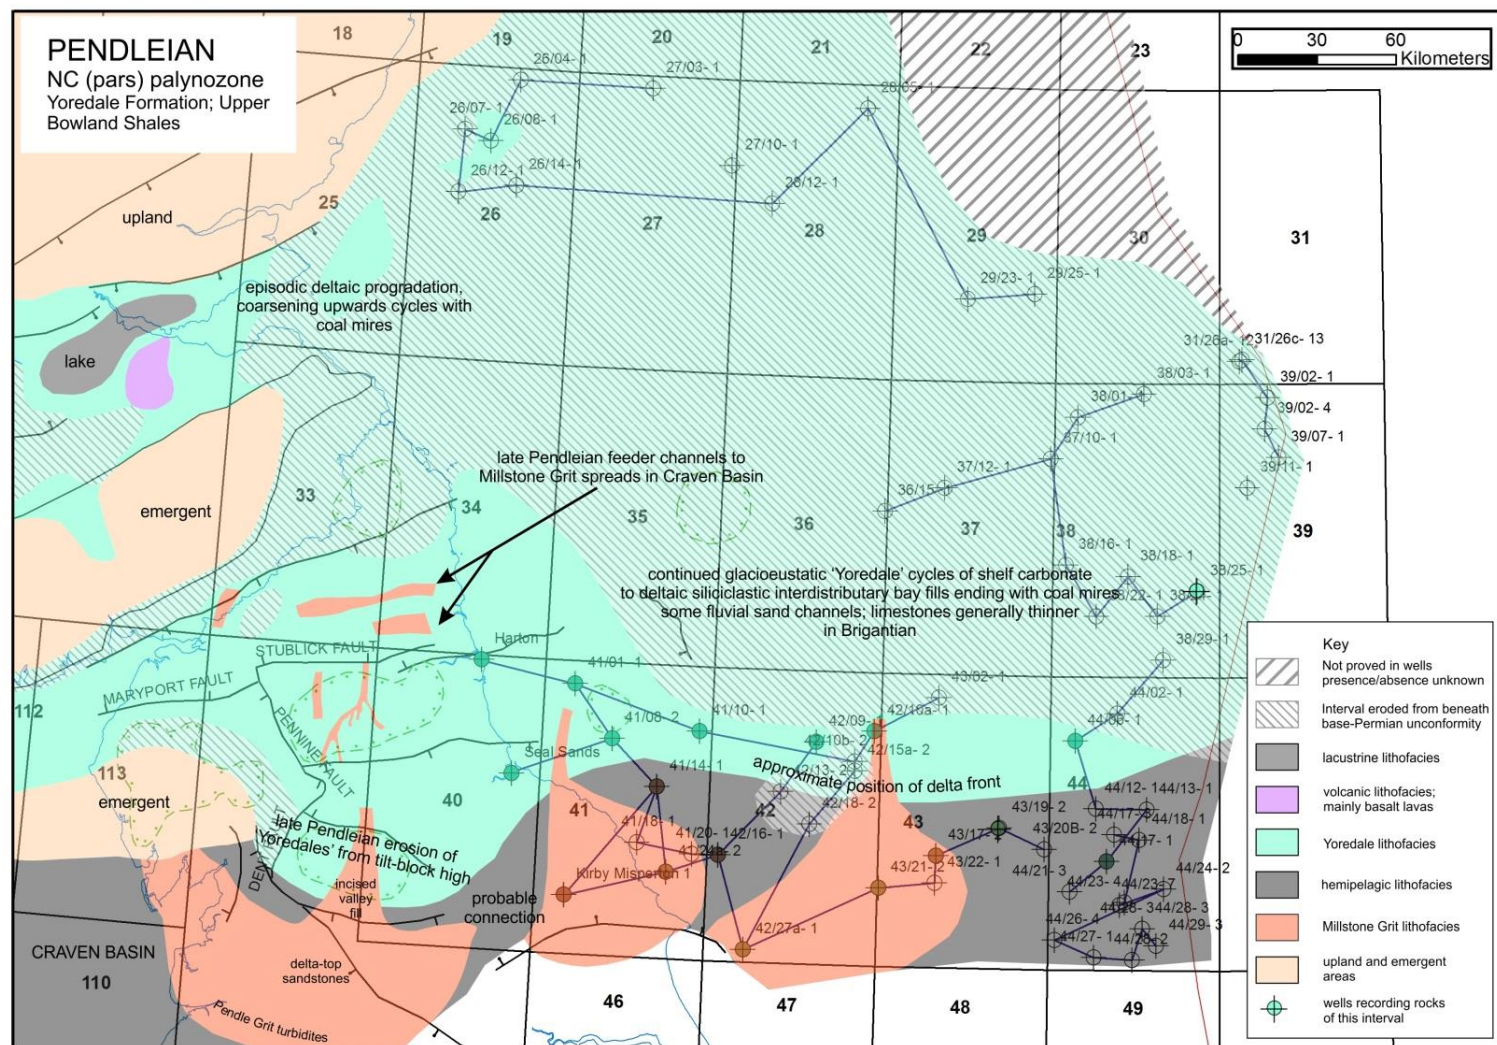 PENDLEIAN
NC (pars) palynozone
Yoredale Formation; Upper
Bowland Shales
18
19
20
21
22
23
0
30
60
Kilometers
26/04- 1
27/03- 1
26/07- 1
26/08- 1
27/10- 1
26/12- 1
26/14- 1
28/12- 1
25
26
27
28
29
30
31
upland
29/23- 1
29/25- 1
episodic deltaic progradation,
coarsening upwards cycles with
coal mires
lake
31/26a- 12
31/26c- 13
38/03- 1
39/02- 1
38/01- 1
39/02- 4
37/10- 1
39/07- 1
late Pendleian feeder channels to
Millstone Grit spreads in Craven Basin
37/12- 1
39/11- 1
36/15- 1
33
34
35
36
37
38
39
emergent
38/16- 1
38/18- 1
continued glacioeustatic ‘Yoredale’ cycles of shelf carbonate
to deltaic siliciclastic interdistributary bay fills ending with coal mires
some fluvial sand channels; limestones generally thinner
in Brigantian
38/29- 1
STUBLICK FAULT
Harton
41/01- 1
MARYPORT FAULT
43/02- 1
44/02- 1
112
PENNINE FAULT
41/08- 2
41/10- 1
42/10a- 1
42/10b- 2
42/15a- 2
Seal Sands
42/13- 2
approximate position of delta front
41/14- 1
113
emergent
40
41
42
43
44
44/12- 1
44/13- 1
43/19- 2
44/17- 3
44/18- 1
42/18- 2
41/18- 1
43/20B- 2
41/20- 1
42/16- 1
43/22- 1
44/21- 3
44/24- 2
late Pendleian erosion of
‘Yoredales’ from tilt-block high
Kirby Misperton 1
43/21- 2
44/28- 3
incised
valley
fill
probable
connection
42/27a- 1
44/26- 4
44/29- 3
44/27- 1
CRAVEN BASIN
110
delta-top
sandstones
Pendle Grit turbidites
46
47
48
49
Key
Not proved in wells
presence/absence unknown
Interval eroded from beneath
base-Permian unconformity
lacustrine lithofacies
volcanic lithofacies;
mainly basalt lavas
Yoredale lithofacies
hemipelagic lithofacies
Millstone Grit lithofacies
upland and emergent
areas
wells recording rocks
of this interval